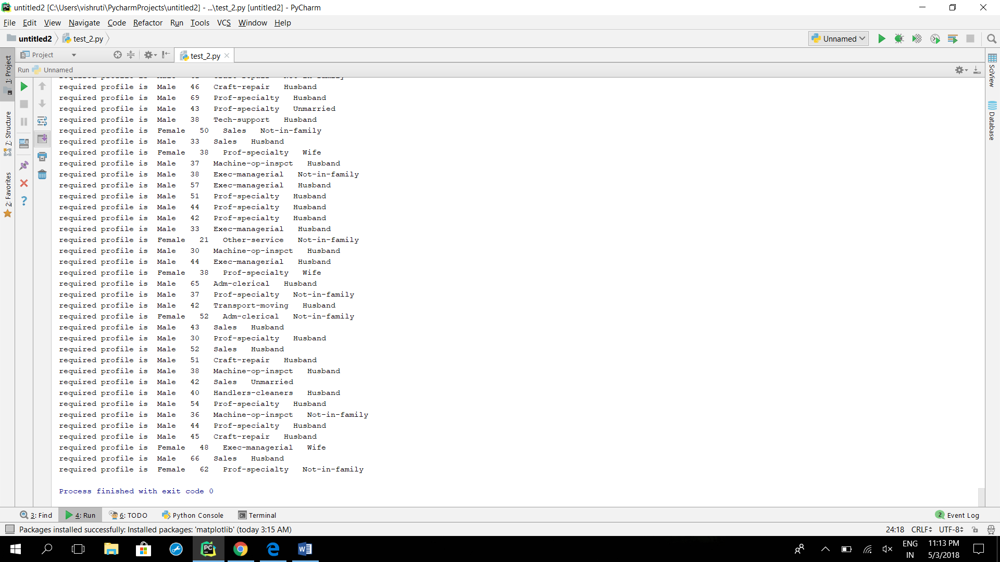 untitled2 [C:\Users\vishruti\PycharmProjects\untitled2] - ...\test_2.py [untitled2] - PyCharm
File Edit View Navigate Code Refactor Run Tools VCS Window Help
untitled2 test_2.py Unnamed
Project test_2.py
Run Unnamed
1: Project
7: Structure
2: Favorites
SciView
Database
required profile is Male 46 Craft-repair Husband
required profile is Male 69 Prof-specialty Husband
required profile is Male 43 Prof-specialty Unmarried
required profile is Male 38 Tech-support Husband
required profile is Female 50 Sales Not-in-family
required profile is Male 33 Sales Husband
required profile is Female 38 Prof-specialty Wife
required profile is Male 37 Machine-op-inspct Husband
required profile is Male 38 Exec-managerial Not-in-family
required profile is Male 57 Exec-managerial Husband
required profile is Male 51 Prof-specialty Husband
required profile is Male 44 Prof-specialty Husband
required profile is Male 42 Prof-specialty Husband
required profile is Male 33 Exec-managerial Husband
required profile is Female 21 Other-service Not-in-family
required profile is Male 30 Machine-op-inspct Husband
required profile is Male 44 Exec-managerial Husband
required profile is Female 38 Prof-specialty Wife
required profile is Male 65 Adm-clerical Husband
required profile is Male 37 Prof-specialty Not-in-family
required profile is Male 42 Transport-moving Husband
required profile is Female 52 Adm-clerical Not-in-family
required profile is Male 43 Sales Husband
required profile is Male 30 Prof-specialty Husband
required profile is Male 52 Sales Husband
required profile is Male 51 Craft-repair Husband
required profile is Male 38 Machine-op-inspct Husband
required profile is Male 42 Sales Unmarried
required profile is Male 40 Handlers-cleaners Husband
required profile is Male 54 Prof-specialty Husband
required profile is Male 36 Machine-op-inspct Not-in-family
required profile is Male 44 Prof-specialty Husband
required profile is Male 45 Craft-repair Husband
required profile is Female 48 Exec-managerial Wife
required profile is Male 66 Sales Husband
required profile is Female 62 Prof-specialty Not-in-family
Process finished with exit code 0
3: Find 4: Run 6: TODO Python Console Terminal 2 Event Log
Packages installed successfully: Installed packages: 'matplotlib' (today 3:15 AM) 24:18 CRLF UTF-8
ENG 11:13 PM
IN 5/3/2018